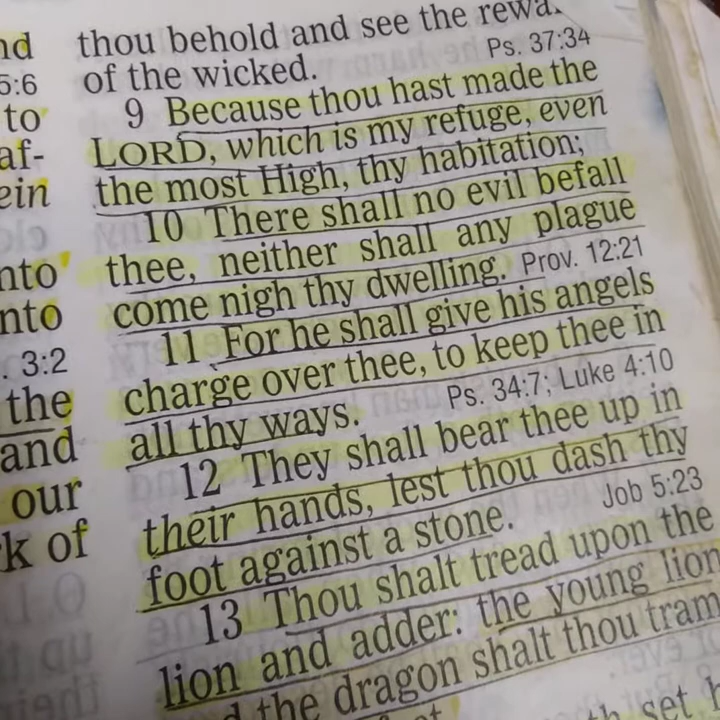 nd
5:6
to
af-
ein
nto
nto
. 3:2
the
and
our
k of
thou behold and see the rewa
of the wicked. Ps. 37:34
9 Because thou hast made the
LORD, which is my refuge, even
the most High, thy habitation;
10 There shall no evil befall
thee, neither shall any plague
come nigh thy dwelling. Prov. 12:21
11 For he shall give his angels
charge over thee, to keep thee in
all thy ways. Ps. 34:7; Luke 4:10
12 They shall bear thee up in
their hands, lest thou dash thy
foot against a stone. Job 5:23
13 Thou shalt tread upon the
lion and adder: the young lion
d the dragon shalt thou tram
set h